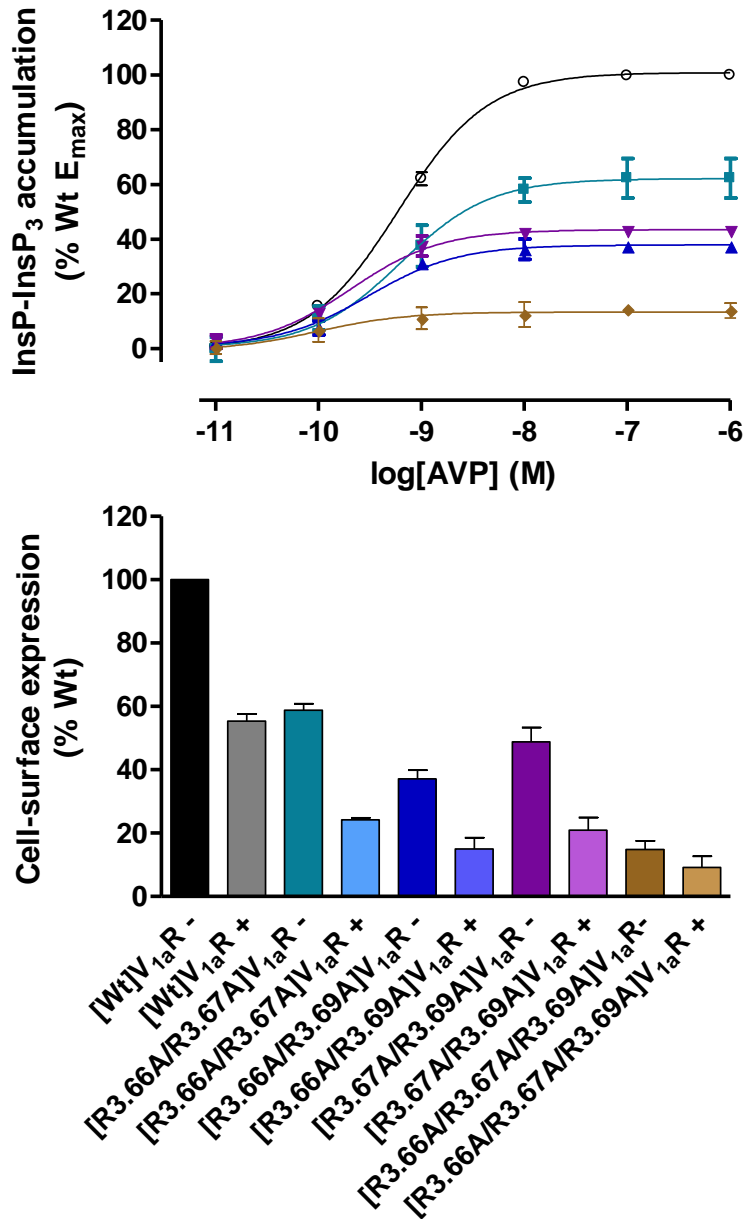 InsP-InsP₃ accumulation
(% Wt Eₘₐₓ)
120
100
80
60
40
20
0
-11 -10 -9 -8 -7 -6
log[AVP] (M)
Cell-surface expression
(% Wt)
120
100
80
60
40
20
0
[Wt]V₁ₐR -
[Wt]V₁ₐR +
[R3.66A/R3.67A]V₁ₐR -
[R3.66A/R3.67A]V₁ₐR +
[R3.66A/R3.69A]V₁ₐR -
[R3.66A/R3.69A]V₁ₐR +
[R3.67A/R3.69A]V₁ₐR -
[R3.67A/R3.69A]V₁ₐR +
[R3.66A/R3.67A/R3.69A]V₁ₐR-
[R3.66A/R3.67A/R3.69A]V₁ₐR +